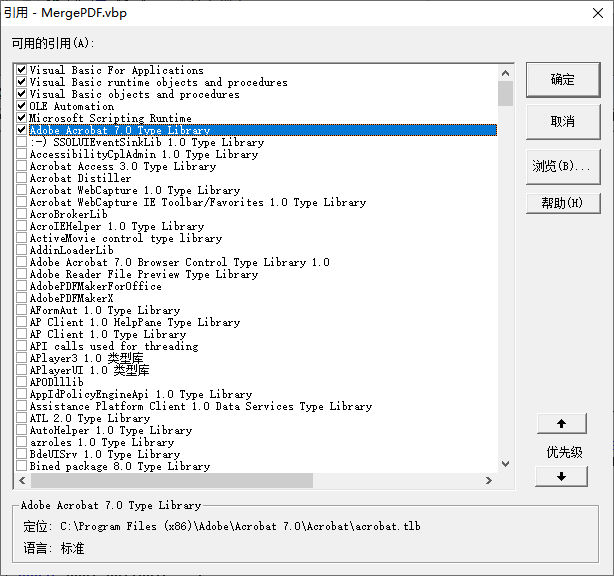 引用 - MergePDF.vbp
可用的引用(A):
Visual Basic For Applications
Visual Basic runtime objects and procedures
Visual Basic objects and procedures
OLE Automation
Microsoft Scripting Runtime
Adobe Acrobat 7.0 Type Library
:-) SSOLUIEventSinkLib 1.0 Type Library
AccessibilityCplAdmin 1.0 Type Library
Acrobat Access 3.0 Type Library
Acrobat Distiller
Acrobat WebCapture 1.0 Type Library
Acrobat WebCapture IE Toolbar/Favorites 1.0 Type Library
AcroBrokerLib
AcroIEHelper 1.0 Type Library
ActiveMovie control type library
AddinLoaderLib
Adobe Acrobat 7.0 Browser Control Type Library 1.0
Adobe Reader File Preview Type Library
AdobePDFMakerForOffice
AdobePDFMakerX
AFormAut 1.0 Type Library
AP Client 1.0 HelpPane Type Library
AP Client 1.0 Type Library
API calls used for threading
APlayer3 1.0 类型库
APlayerUI 1.0 类型库
APODlllib
AppIdPolicyEngineApi 1.0 Type Library
Assistance Platform Client 1.0 Data Services Type Library
ATL 2.0 Type Library
AutoHelper 1.0 Type Library
azroles 1.0 Type Library
BdeUISrv 1.0 Type Library
Bined package 8.0 Type Library
确定
取消
浏览(B)...
帮助(H)
优先级
Adobe Acrobat 7.0 Type Library
定位: C:\Program Files (x86)\Adobe\Acrobat 7.0\Acrobat\acrobat.tlb
语言: 标准